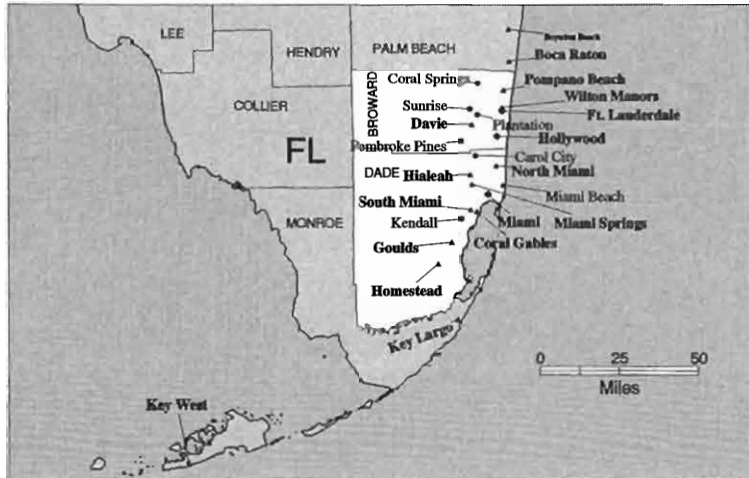 LEE
HENDRY
PALM BEACH
Boynton Beach
Boca Raton
COLLIER
BROWARD
Coral Springs
Pompano Beach
Wilton Manors
Sunrise
Ft. Lauderdale
Davie
Plantation
FL
Hollywood
Pembroke Pines
Carol City
DADE
Hialeah
North Miami
Miami Beach
MONROE
South Miami
Miami
Miami Springs
Kendall
Goulds
Coral Gables
Homestead
Key Largo
0 25 50
Miles
Key West